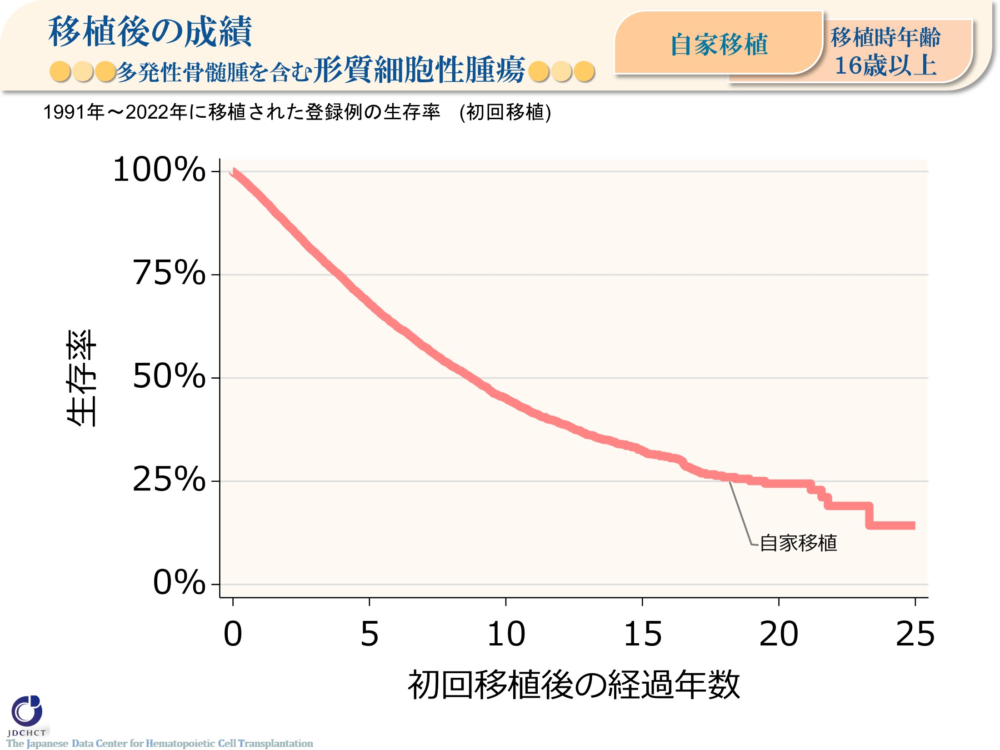 移植後の成績
多発性骨髄腫を含む形質細胞性腫瘍
自家移植
移植時年齢
16歳以上
1991年～2022年に移植された登録例の生存率　(初回移植)
100%
75%
50%
25%
0%
生存率
自家移植
0 5 10 15 20 25
初回移植後の経過年数
JDCHCT
The Japanese Data Center for Hematopoietic Cell Transplantation